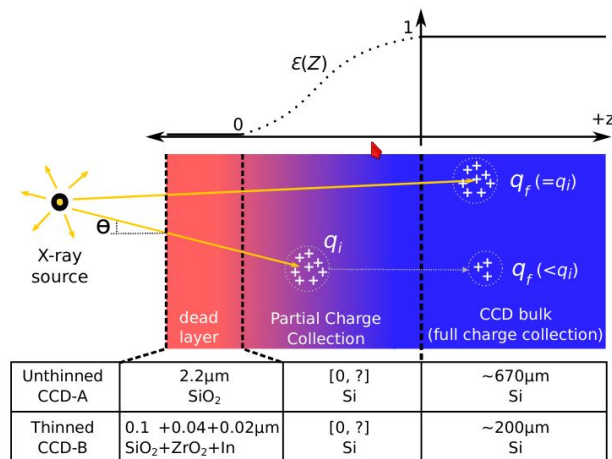 1
ε(Z)
0
+z
X-ray
source
θ
q_i
q_f (=q_i)
q_f (<q_i)
dead
layer
Partial Charge
Collection
CCD bulk
(full charge collection)
Unthinned
CCD-A
2.2μm
SiO₂
[0, ?]
Si
~670μm
Si
Thinned
CCD-B
0.1 +0.04+0.02μm
SiO₂+ZrO₂+In
[0, ?]
Si
~200μm
Si